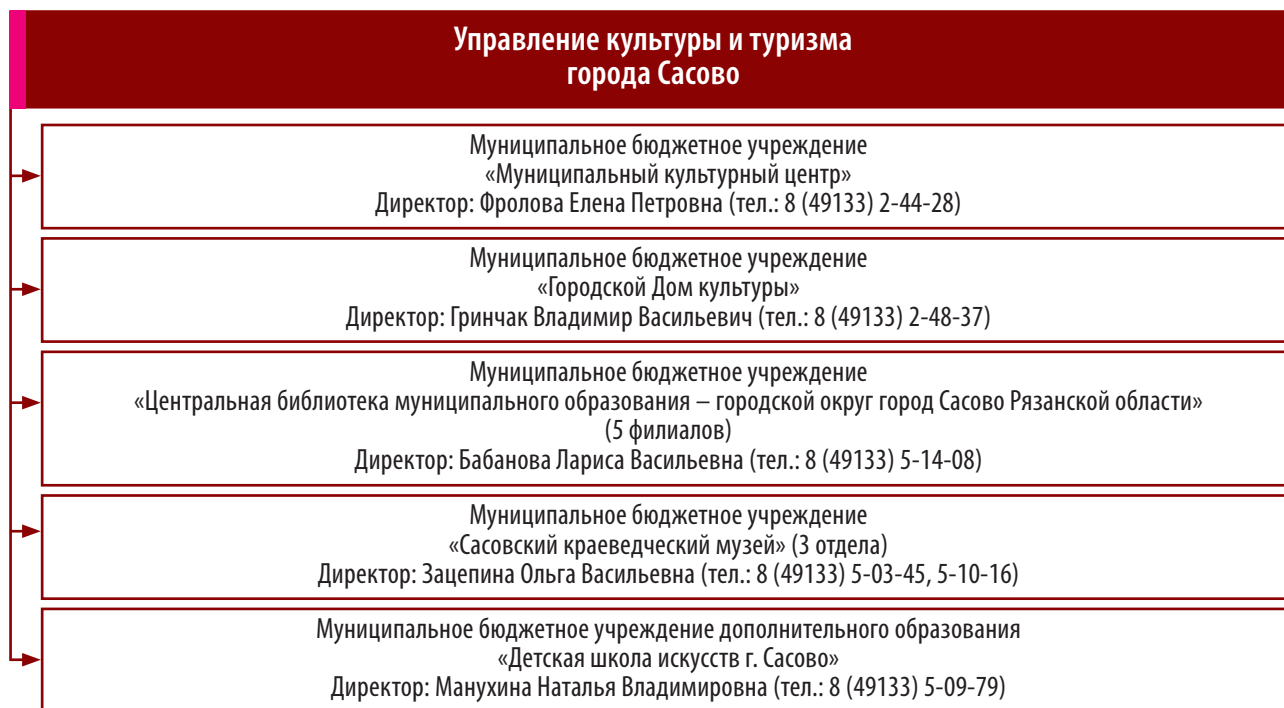 Управление культуры и туризма
города Сасово
Муниципальное бюджетное учреждение
«Муниципальный культурный центр»
Директор: Фролова Елена Петровна (тел.: 8 (49133) 2-44-28)
Муниципальное бюджетное учреждение
«Городской Дом культуры»
Директор: Гринчак Владимир Васильевич (тел.: 8 (49133) 2-48-37)
Муниципальное бюджетное учреждение
«Центральная библиотека муниципального образования – городской округ город Сасово Рязанской области»
(5 филиалов)
Директор: Бабанова Лариса Васильевна (тел.: 8 (49133) 5-14-08)
Муниципальное бюджетное учреждение
«Сасовский краеведческий музей» (3 отдела)
Директор: Зацепина Ольга Васильевна (тел.: 8 (49133) 5-03-45, 5-10-16)
Муниципальное бюджетное учреждение дополнительного образования
«Детская школа искусств г. Сасово»
Директор: Манухина Наталья Владимировна (тел.: 8 (49133) 5-09-79)